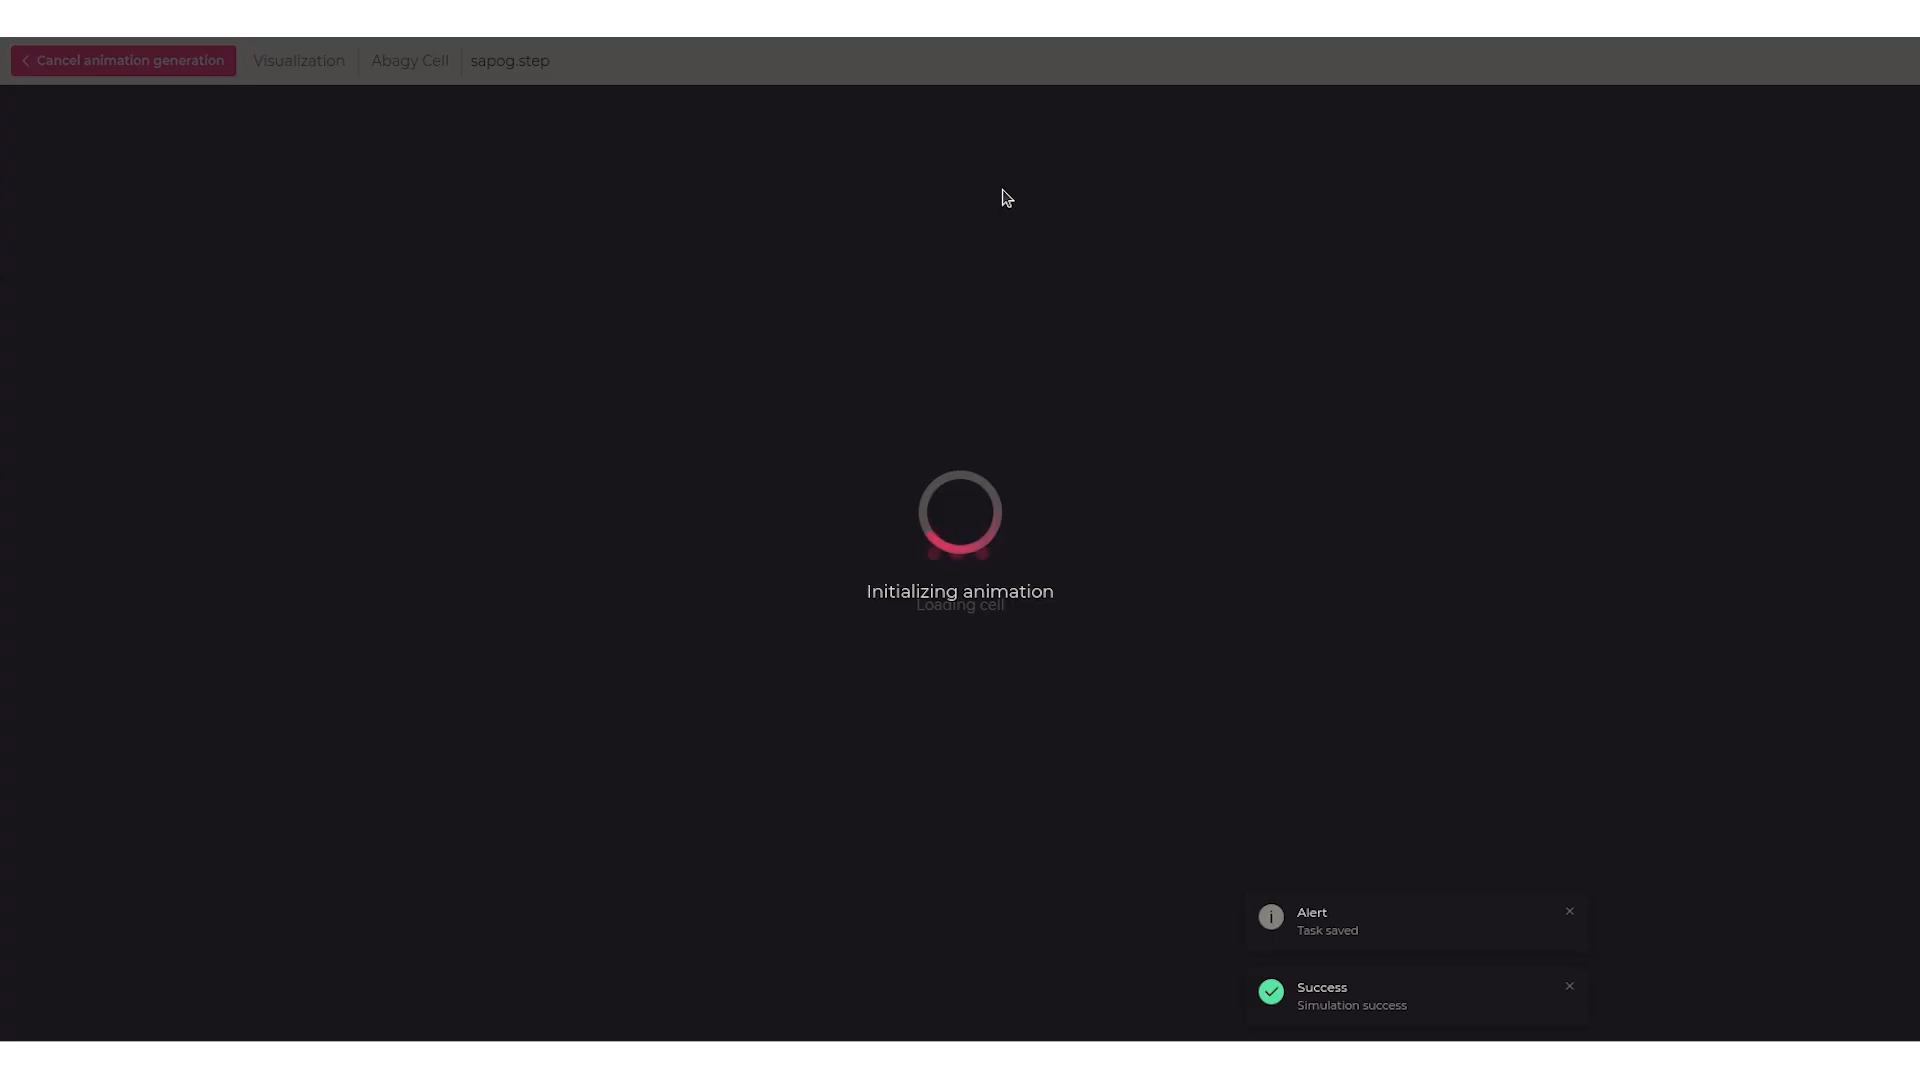 Cancel animation generation
Visualization
Abagy Cell
sapog.step
Initializing animation
Loading cell
Alert
Task saved
Success
Simulation success